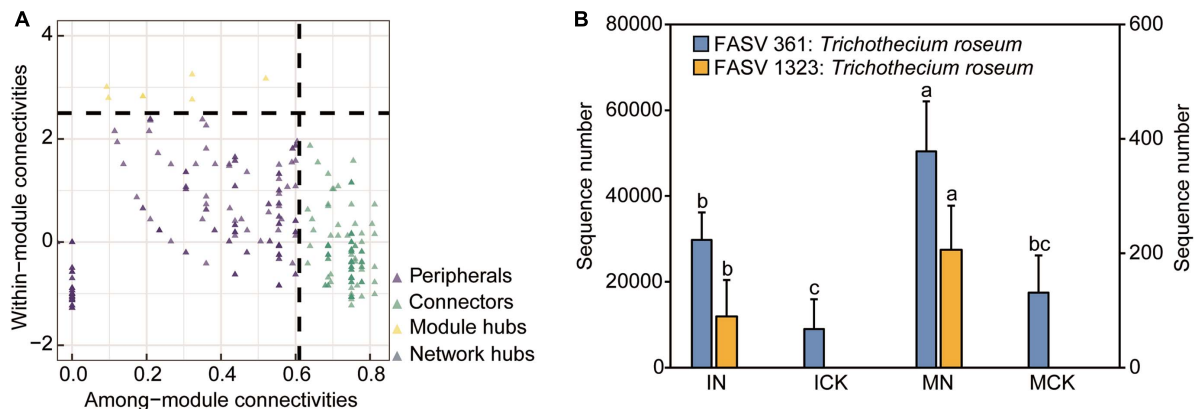 A
Within−module connectivities
4
2
0
−2
0.0 0.2 0.4 0.6 0.8
Among−module connectivities
Peripherals
Connectors
Module hubs
Network hubs
B
Sequence number
80000
60000
40000
20000
0
FASV 361: Trichothecium roseum
FASV 1323: Trichothecium roseum
b
b
c
a
a
bc
IN ICK MN MCK
600
400
200
0
Sequence number